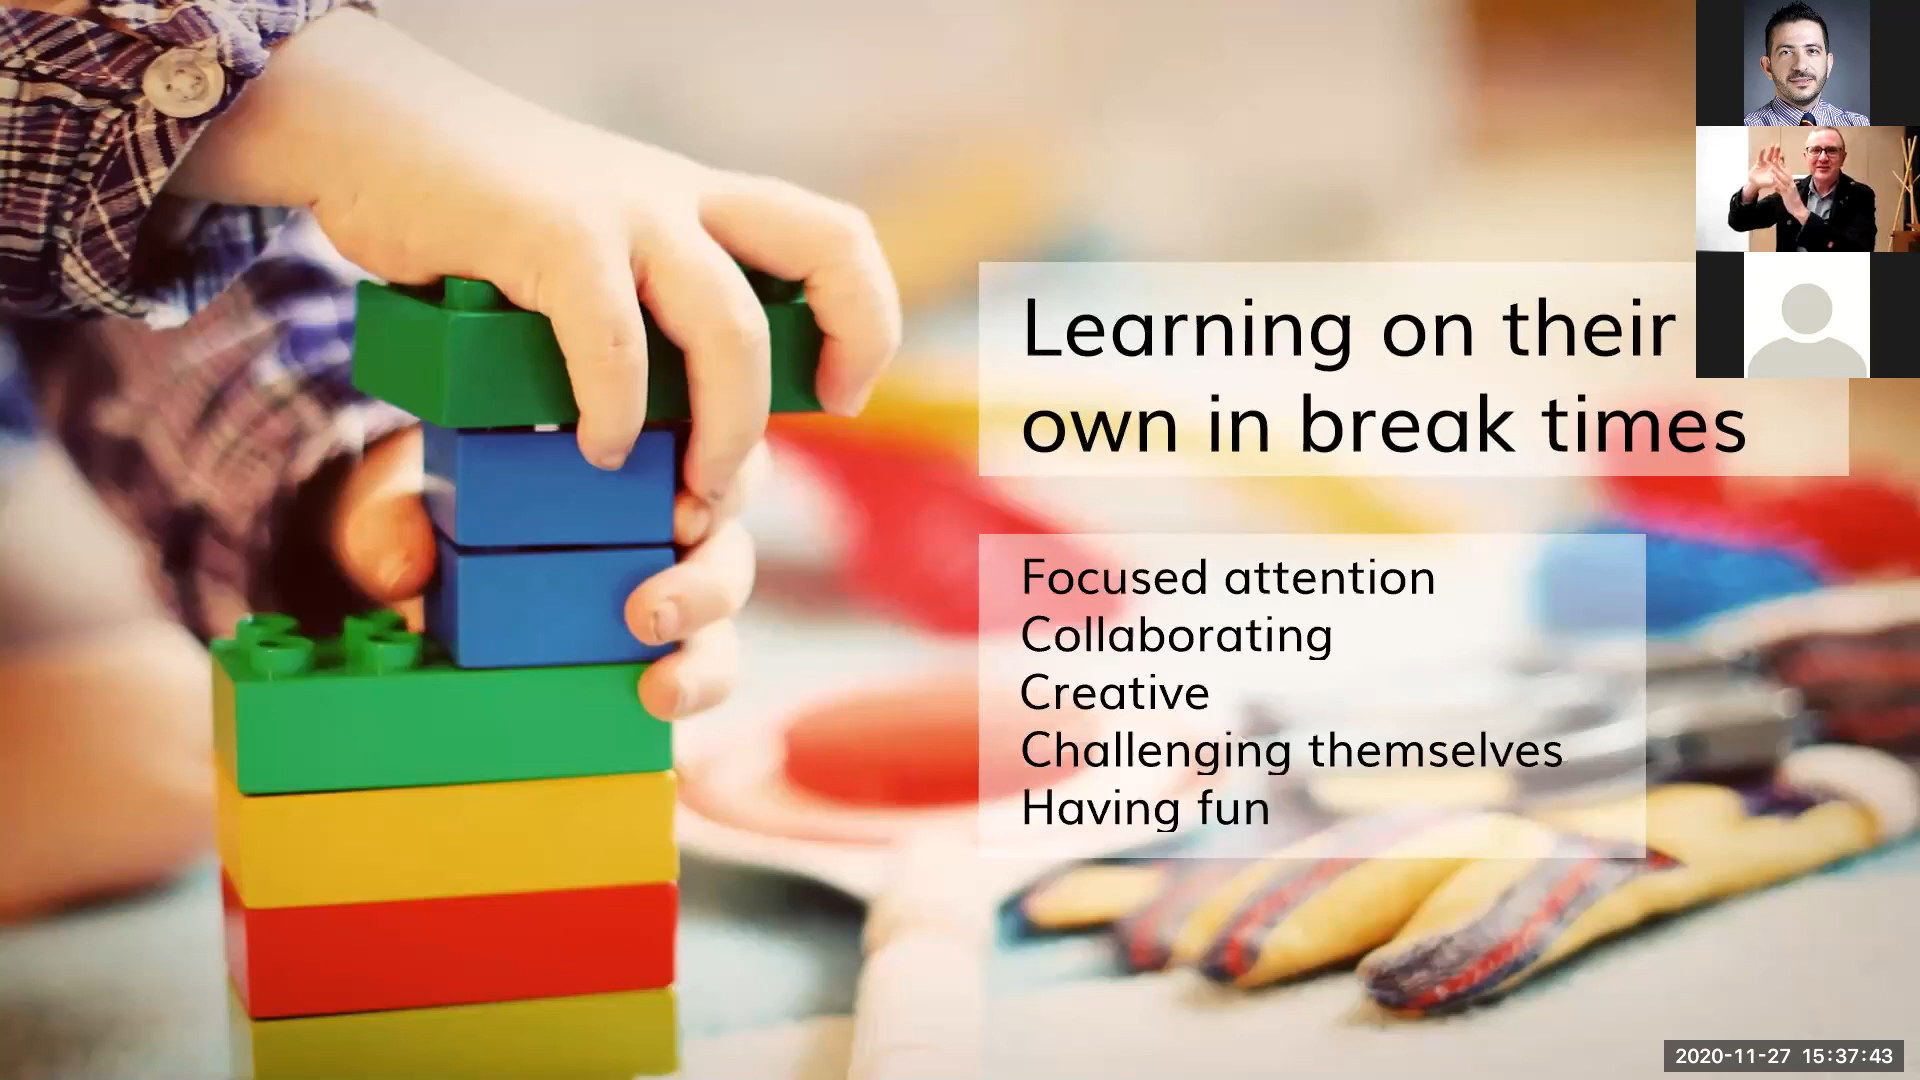 Learning on their
own in break times
Focused attention
Collaborating
Creative
Challenging themselves
Having fun
2020-11-27 15:37:43